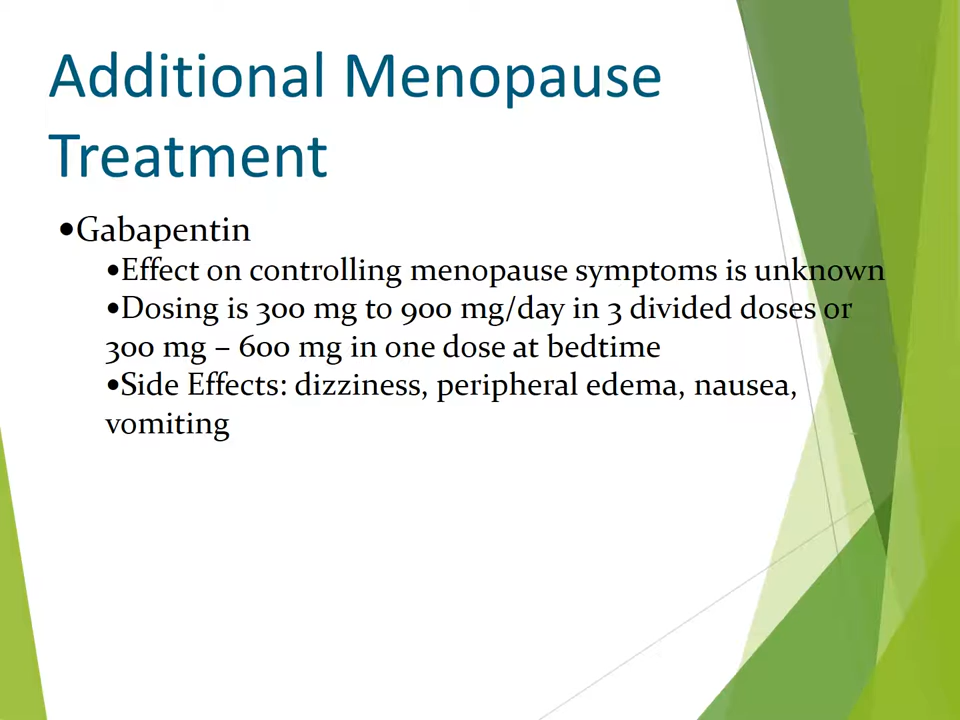 Additional Menopause
Treatment
•Gabapentin
•Effect on controlling menopause symptoms is unknown
•Dosing is 300 mg to 900 mg/day in 3 divided doses or
300 mg – 600 mg in one dose at bedtime
•Side Effects: dizziness, peripheral edema, nausea,
vomiting